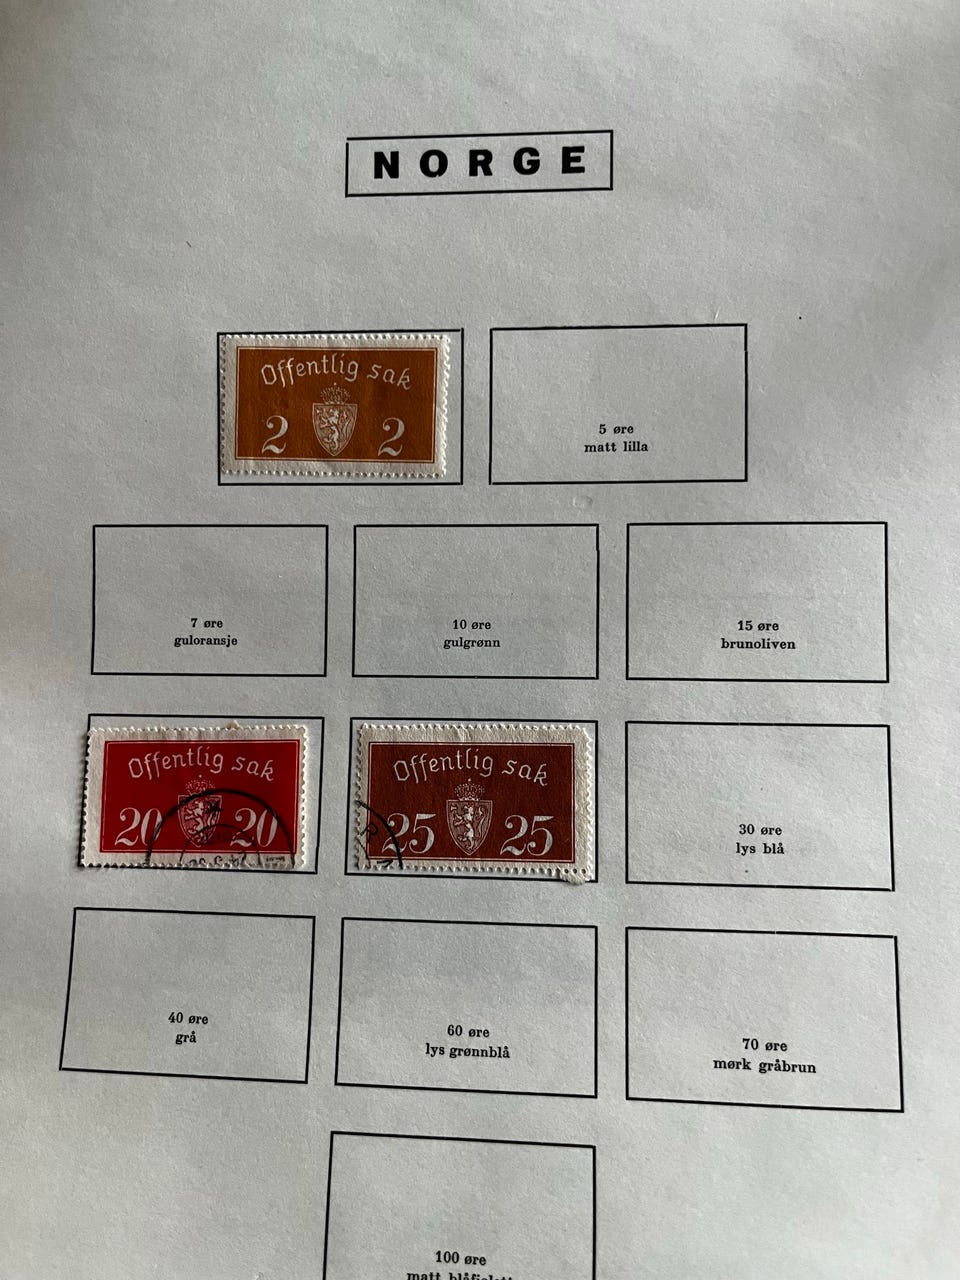 NORGE
Offentlig sak
2 2
5 øre
matt lilla
7 øre
guloransje
10 øre
gulgrønn
15 øre
brunoliven
Offentlig sak
20 20
Offentlig sak
25 25
30 øre
lys blå
40 øre
grå
60 øre
lys grønnblå
70 øre
mørk gråbrun
100 øre
matt